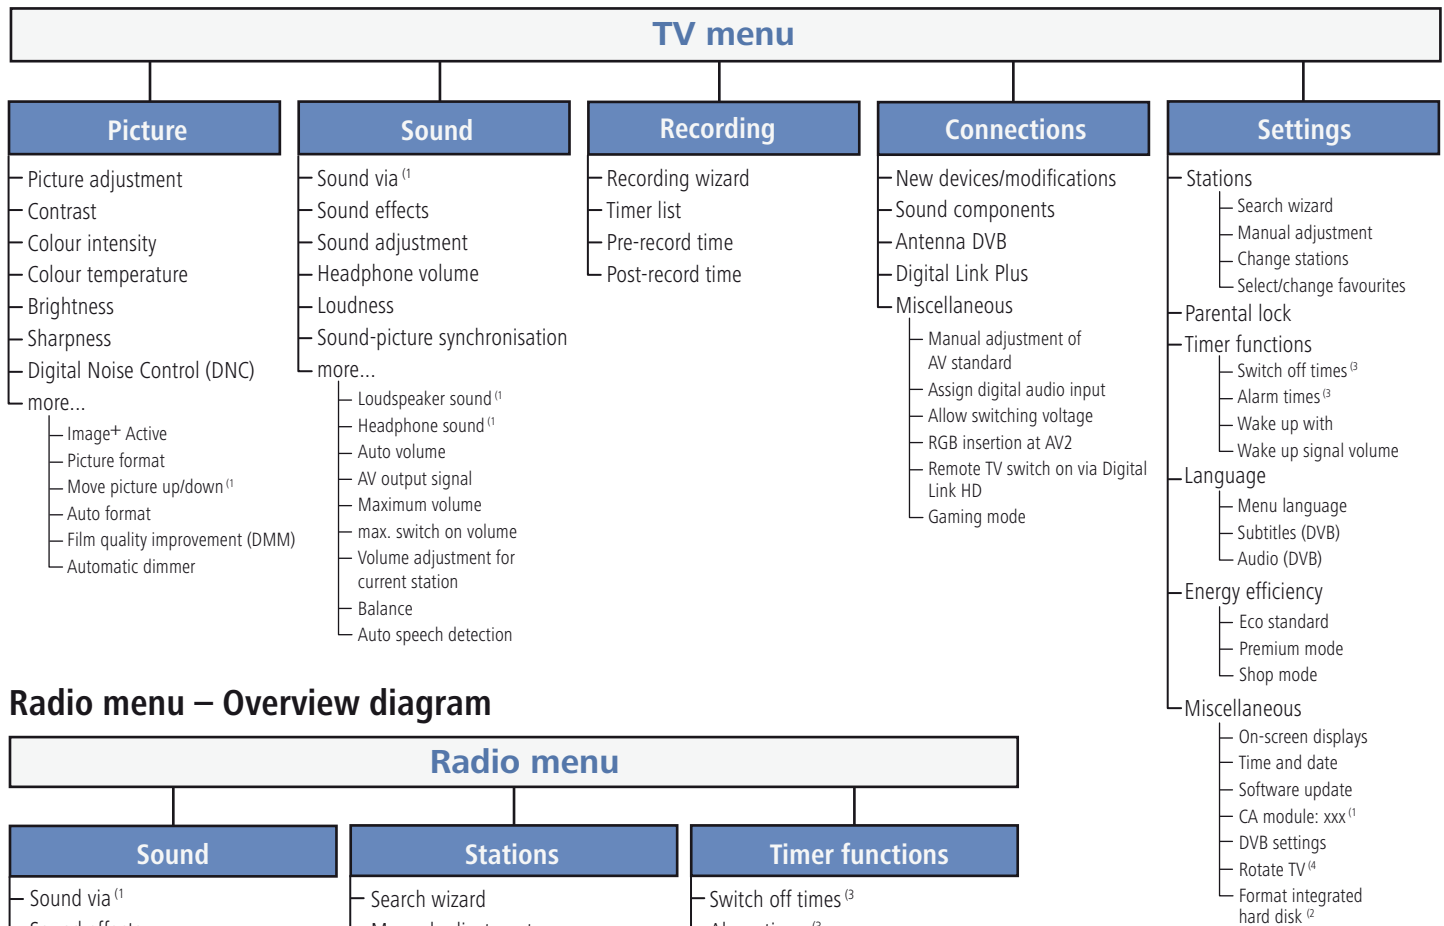 TV menu
Picture
Picture adjustment
Contrast
Colour intensity
Colour temperature
Brightness
Sharpness
Digital Noise Control (DNC)
more...
Image+ Active
Picture format
Move picture up/down (1
Auto format
Film quality improvement (DMM)
Automatic dimmer
Sound
Sound via (1
Sound effects
Sound adjustment
Headphone volume
Loudness
Sound-picture synchronisation
more...
Loudspeaker sound (1
Headphone sound (1
Auto volume
AV output signal
Maximum volume
max. switch on volume
Volume adjustment for
current station
Balance
Auto speech detection
Recording
Recording wizard
Timer list
Pre-record time
Post-record time
Connections
New devices/modifications
Sound components
Antenna DVB
Digital Link Plus
Miscellaneous
Manual adjustment of
AV standard
Assign digital audio input
Allow switching voltage
RGB insertion at AV2
Remote TV switch on via Digital
Link HD
Gaming mode
Settings
Stations
Search wizard
Manual adjustment
Change stations
Select/change favourites
Parental lock
Timer functions
Switch off times (3
Alarm times (3
Wake up with
Wake up signal volume
Language
Menu language
Subtitles (DVB)
Audio (DVB)
Energy efficiency
Eco standard
Premium mode
Shop mode
Miscellaneous
On-screen displays
Time and date
Software update
CA module: xxx (1
DVB settings
Rotate TV (4
Format integrated
hard disk (2
Radio menu – Overview diagram
Radio menu
Sound
Sound via (1
Stations
Search wizard
Timer functions
Switch off times (3